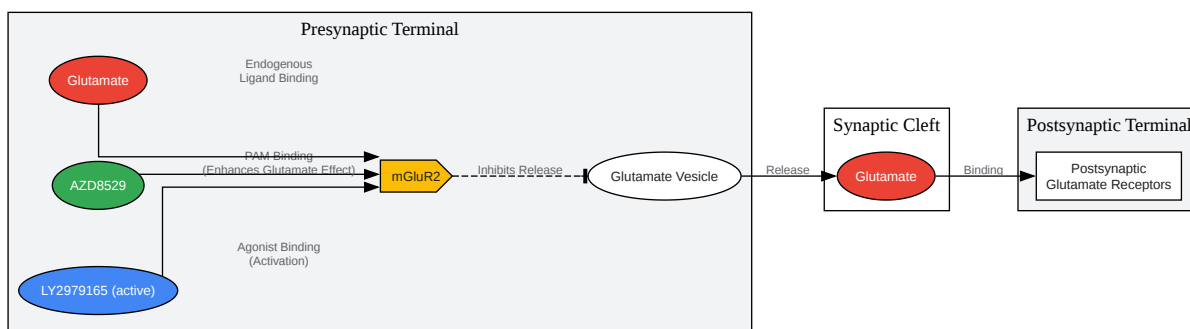 Presynaptic Terminal
Endogenous
Ligand Binding
Glutamate
PAM Binding
(Enhances Glutamate Effect)
AZD8529
mGluR2
Inhibits Release
Glutamate Vesicle
Agonist Binding
(Activation)
LY2979165 (active)
Release
Synaptic Cleft
Glutamate
Binding
Postsynaptic Terminal
Postsynaptic
Glutamate Receptors